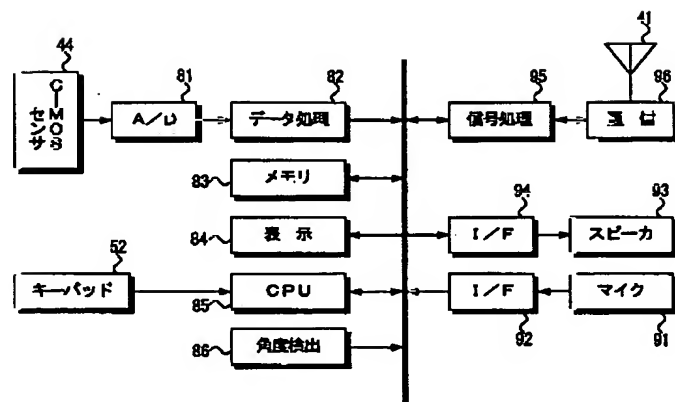 44
C-MOS
センサ
81
A/D
82
データ処理
83
メモリ
84
表 示
52
キーパッド
85
CPU
86
角度検出
95
信号処理
41
96
94
I/F
93
スピーカ
I/F
92
マイク
91